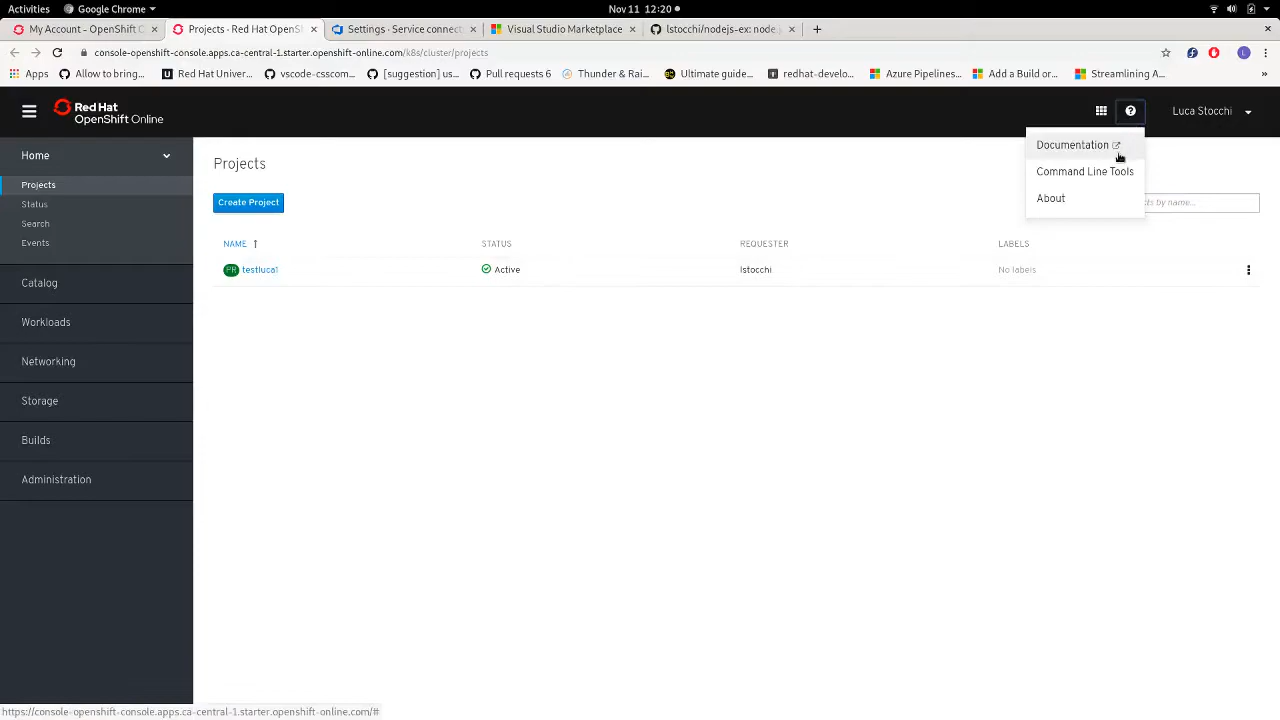 Activities
Google Chrome
Nov 11 12:20
My Account - OpenShift C
Projects · Red Hat OpenShift
Settings · Service connect
Visual Studio Marketplace
lstocchi/nodejs-ex: node.j
console-openshift-console.apps.ca-central-1.starter.openshift-online.com/k8s/cluster/projects
L
Apps
Allow to bring...
Red Hat Univer...
vscode-csscom...
[suggestion] us...
Pull requests 6
Thunder & Rai...
Ultimate guide...
redhat-develo...
Azure Pipelines...
Add a Build or...
Streamlining A...
Red Hat
OpenShift Online
Luca Stocchi
Home
Projects
Status
Search
Events
Catalog
Workloads
Networking
Storage
Builds
Administration
Documentation
Command Line Tools
About
Projects
Create Project
ts by name...
NAME
STATUS
REQUESTER
LABELS
PR testluca1
Active
lstocchi
No labels
https://console-openshift-console.apps.ca-central-1.starter.openshift-online.com/#